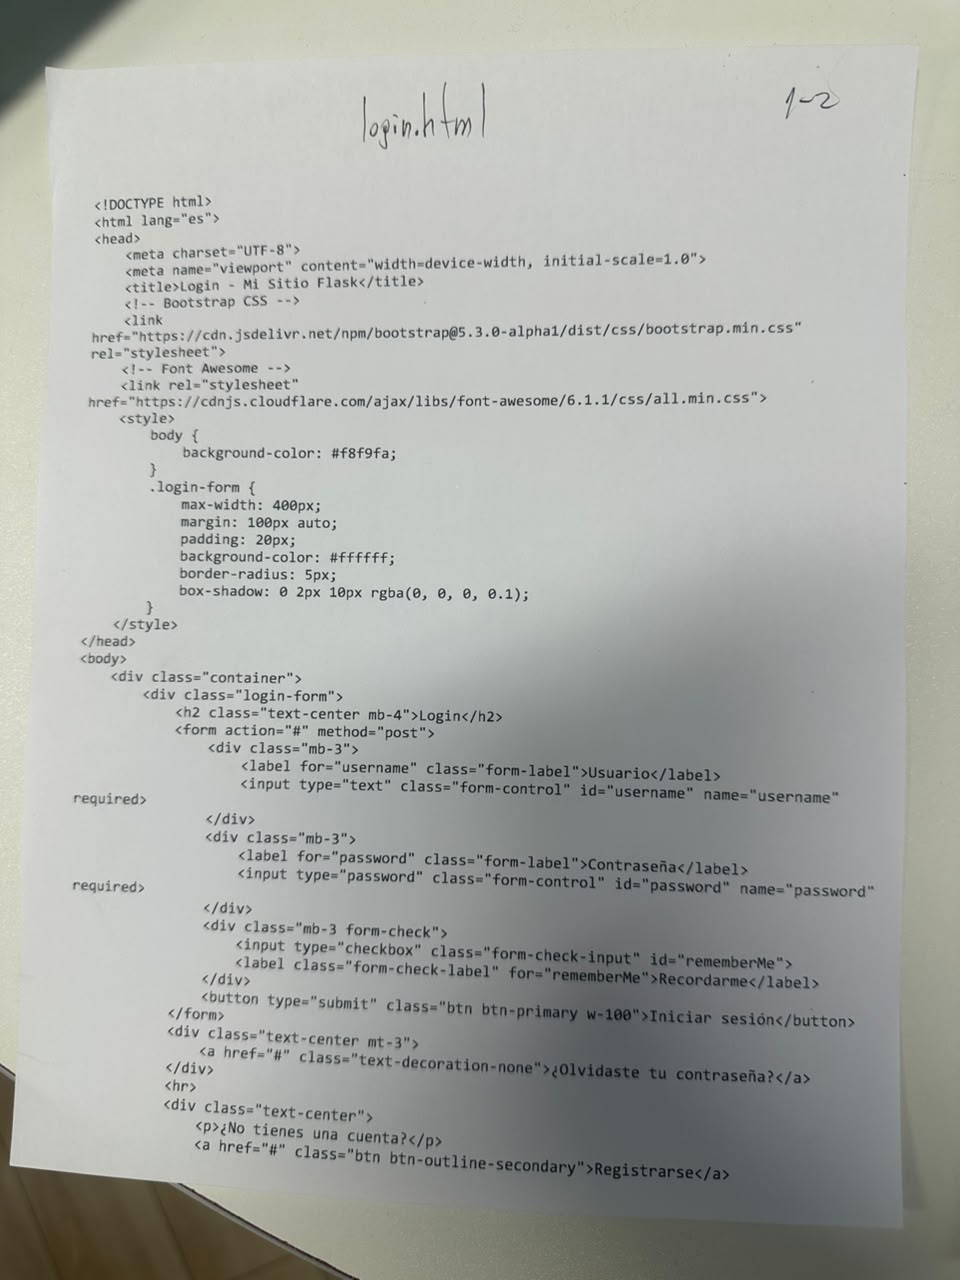 login.html
1-2
<!DOCTYPE html>
<html lang="es">
<head>
    <meta charset="UTF-8">
    <meta name="viewport" content="width=device-width, initial-scale=1.0">
    <title>Login - Mi Sitio Flask</title>
    <!-- Bootstrap CSS -->
    <link
href="https://cdn.jsdelivr.net/npm/bootstrap@5.3.0-alpha1/dist/css/bootstrap.min.css"
rel="stylesheet">
    <!-- Font Awesome -->
    <link rel="stylesheet"
href="https://cdnjs.cloudflare.com/ajax/libs/font-awesome/6.1.1/css/all.min.css">
    <style>
        body {
            background-color: #f8f9fa;
        }
        .login-form {
            max-width: 400px;
            margin: 100px auto;
            padding: 20px;
            background-color: #ffffff;
            border-radius: 5px;
            box-shadow: 0 2px 10px rgba(0, 0, 0, 0.1);
        }
    </style>
</head>
<body>
    <div class="container">
        <div class="login-form">
            <h2 class="text-center mb-4">Login</h2>
            <form action="#" method="post">
                <div class="mb-3">
                    <label for="username" class="form-label">Usuario</label>
                    <input type="text" class="form-control" id="username" name="username"
required>
                </div>
                <div class="mb-3">
                    <label for="password" class="form-label">Contraseña</label>
                    <input type="password" class="form-control" id="password" name="password"
required>
                </div>
                <div class="mb-3 form-check">
                    <input type="checkbox" class="form-check-input" id="rememberMe">
                    <label class="form-check-label" for="rememberMe">Recordarme</label>
                </div>
                <button type="submit" class="btn btn-primary w-100">Iniciar sesión</button>
            </form>
            <div class="text-center mt-3">
                <a href="#" class="text-decoration-none">¿Olvidaste tu contraseña?</a>
            </div>
            <hr>
            <div class="text-center">
                <p>¿No tienes una cuenta?</p>
                <a href="#" class="btn btn-outline-secondary">Registrarse</a>